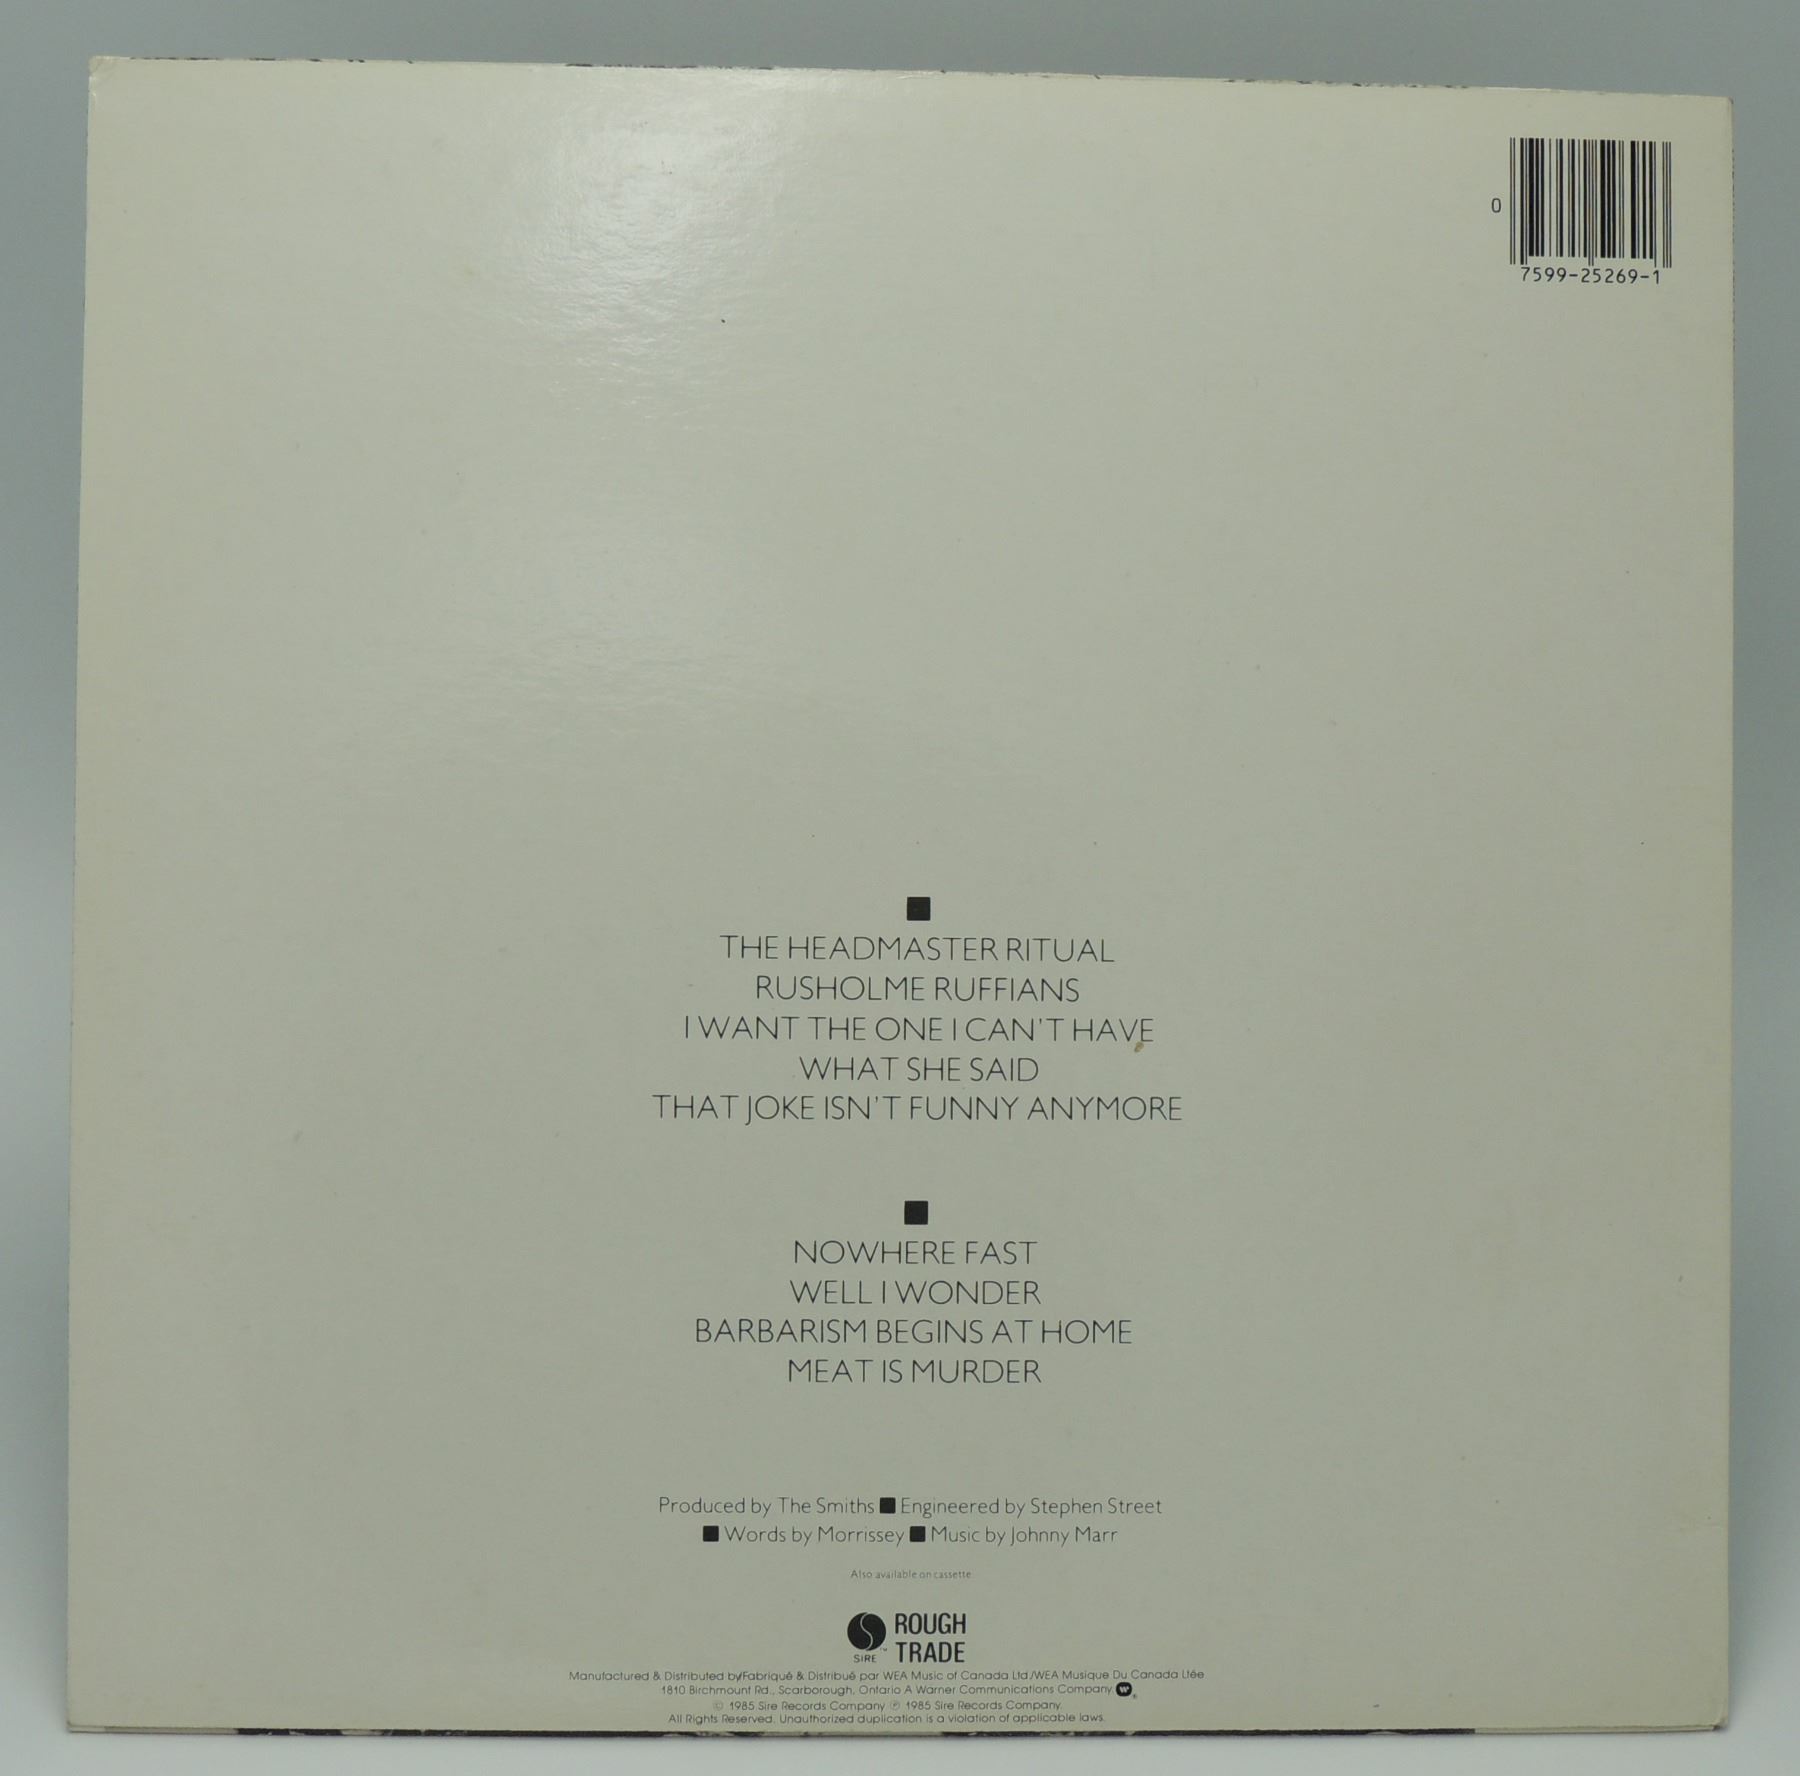 0
7599-25269-1
THE HEADMASTER RITUAL
RUSHOLME RUFFIANS
I WANT THE ONE I CAN'T HAVE
WHAT SHE SAID
THAT JOKE ISN'T FUNNY ANYMORE
NOWHERE FAST
WELL I WONDER
BARBARISM BEGINS AT HOME
MEAT IS MURDER
Produced by The Smiths ■ Engineered by Stephen Street
■ Words by Morrissey ■ Music by Johnny Marr
Also available on cassette
SIRE™ ROUGH TRADE
Manufactured & Distributed by/Fabriqué & Distribué par WEA Music of Canada Ltd./WEA Musique Du Canada Ltée
1810 Birchmount Rd., Scarborough, Ontario A Warner Communications Company
© 1985 Sire Records Company ℗ 1985 Sire Records Company.
All Rights Reserved. Unauthorized duplication is a violation of applicable laws.